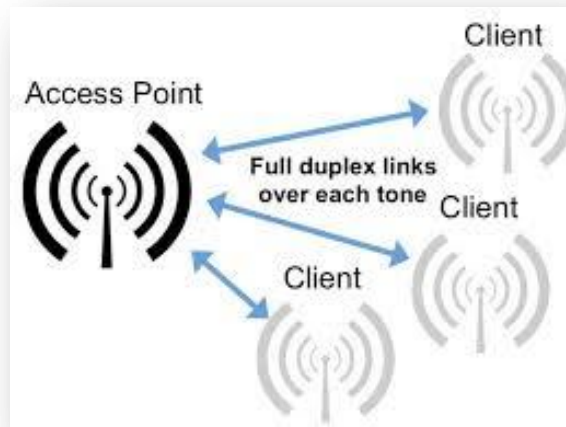 Client
Access Point
Full duplex links
over each tone
Client
Client